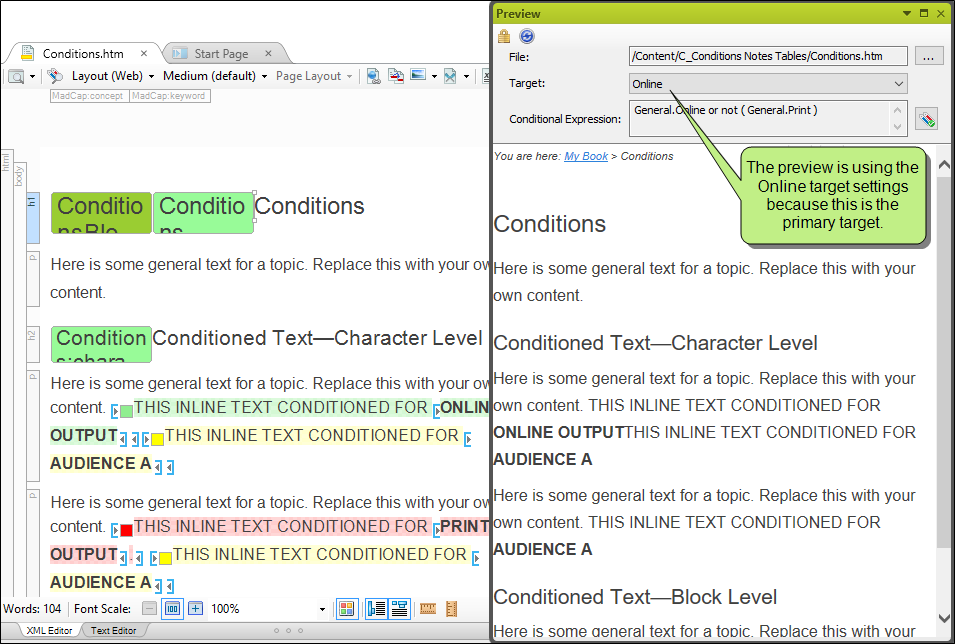 Conditions.htm
Start Page
Layout (Web)
Medium (default)
Page Layout
MadCap:concept
MadCap:keyword
html
body
h1
Conditio
nsBlo
Conditio
ns
Conditions
p
Here is some general text for a topic. Replace this with your ow
content.
h2
Condition
s:chara
Conditioned Text—Character Level
p
Here is some general text for a topic. Replace this with your ow
content. THIS INLINE TEXT CONDITIONED FOR ONLIN
OUTPUT THIS INLINE TEXT CONDITIONED FOR
AUDIENCE A
p
Here is some general text for a topic. Replace this with your ow
content. THIS INLINE TEXT CONDITIONED FOR PRINT
OUTPUT. THIS INLINE TEXT CONDITIONED FOR
AUDIENCE A
Words: 104
Font Scale:
100
100%
XML Editor
Text Editor
Preview
File:
/Content/C_Conditions Notes Tables/Conditions.htm
...
Target:
Online
Conditional Expression:
General.Online or not ( General.Print )
You are here: My Book > Conditions
The preview is using the
Online target settings
because this is the
primary target.
Conditions
Here is some general text for a topic. Replace this with your
own content.
Conditioned Text—Character Level
Here is some general text for a topic. Replace this with your
own content. THIS INLINE TEXT CONDITIONED FOR
ONLINE OUTPUTTHIS INLINE TEXT CONDITIONED FOR
AUDIENCE A
Here is some general text for a topic. Replace this with your
own content. THIS INLINE TEXT CONDITIONED FOR
AUDIENCE A
Conditioned Text—Block Level
Here is some general text for a topic. Replace this with your